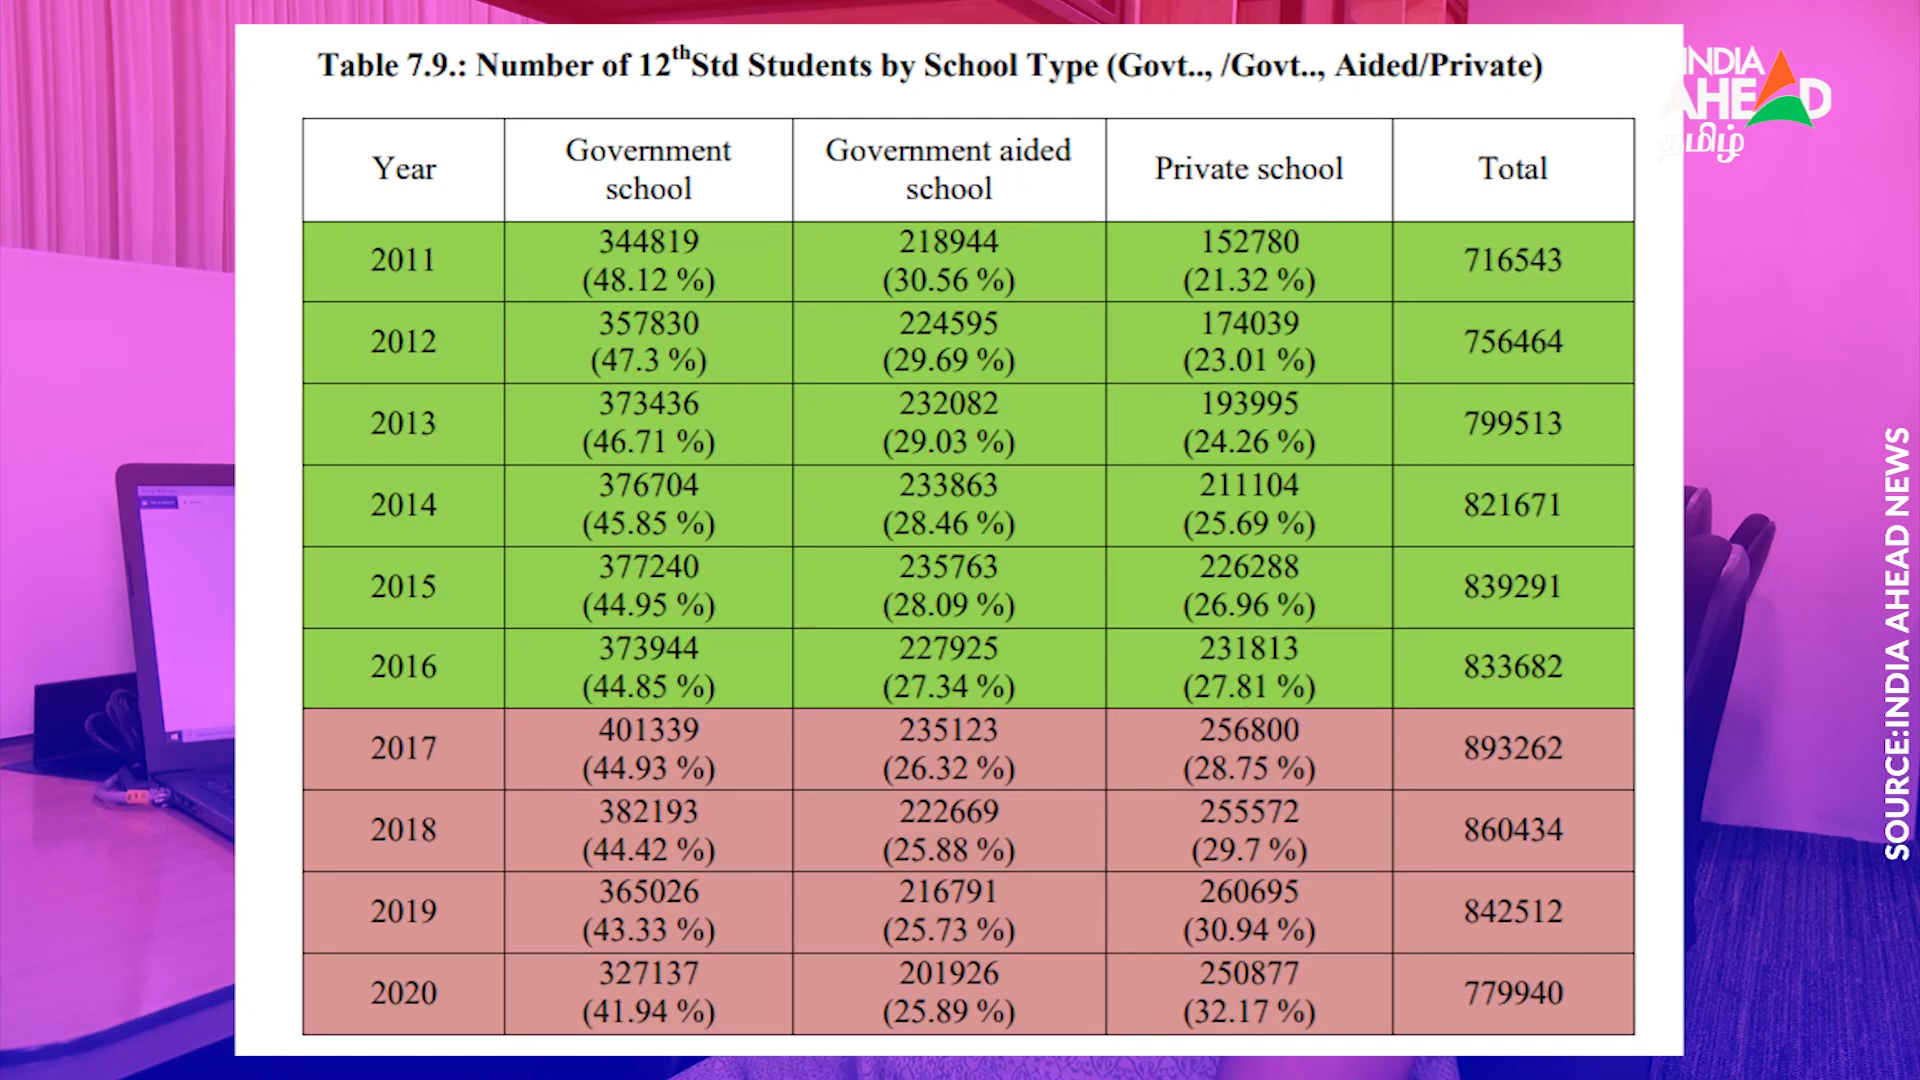 Table 7.9.: Number of 12thStd Students by School Type (Govt.., /Govt.., Aided/Private)
INDIA
AHEAD
தமிழ்
Year Government school Government aided school Private school Total
2011 344819 (48.12 %) 218944 (30.56 %) 152780 (21.32 %) 716543
2012 357830 (47.3 %) 224595 (29.69 %) 174039 (23.01 %) 756464
2013 373436 (46.71 %) 232082 (29.03 %) 193995 (24.26 %) 799513
2014 376704 (45.85 %) 233863 (28.46 %) 211104 (25.69 %) 821671
2015 377240 (44.95 %) 235763 (28.09 %) 226288 (26.96 %) 839291
2016 373944 (44.85 %) 227925 (27.34 %) 231813 (27.81 %) 833682
2017 401339 (44.93 %) 235123 (26.32 %) 256800 (28.75 %) 893262
2018 382193 (44.42 %) 222669 (25.88 %) 255572 (29.7 %) 860434
2019 365026 (43.33 %) 216791 (25.73 %) 260695 (30.94 %) 842512
2020 327137 (41.94 %) 201926 (25.89 %) 250877 (32.17 %) 779940
SOURCE:INDIA AHEAD NEWS